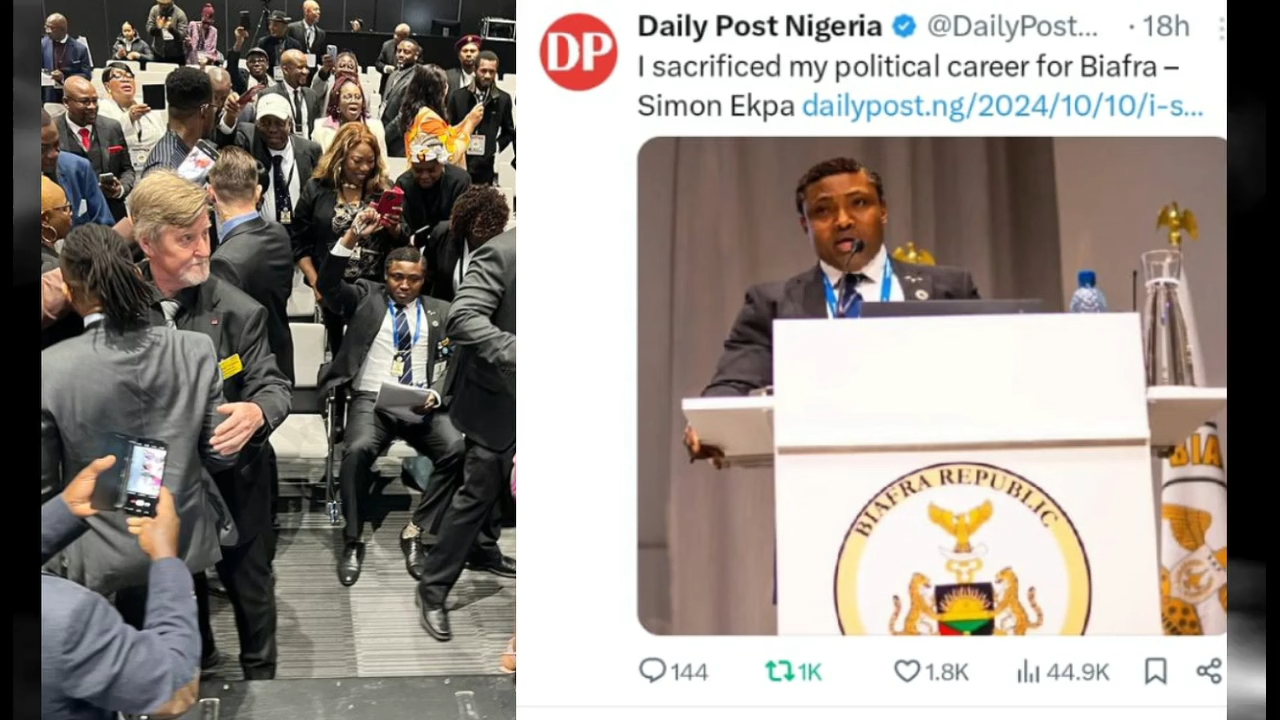 DP
Daily Post Nigeria @DailyPost... · 18h
I sacrificed my political career for Biafra –
Simon Ekpa dailypost.ng/2024/10/10/i-s...
BIAFRA REPUBLIC
BIA
144 1K 1.8K 44.9K